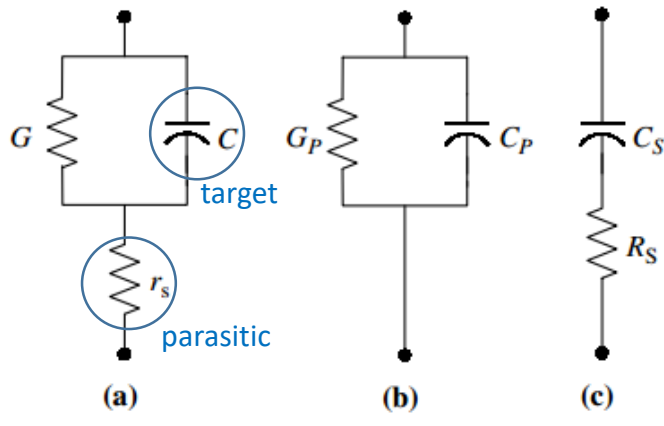 G
C
target
r_s
parasitic
(a)
G_P
C_P
(b)
C_S
R_S
(c)